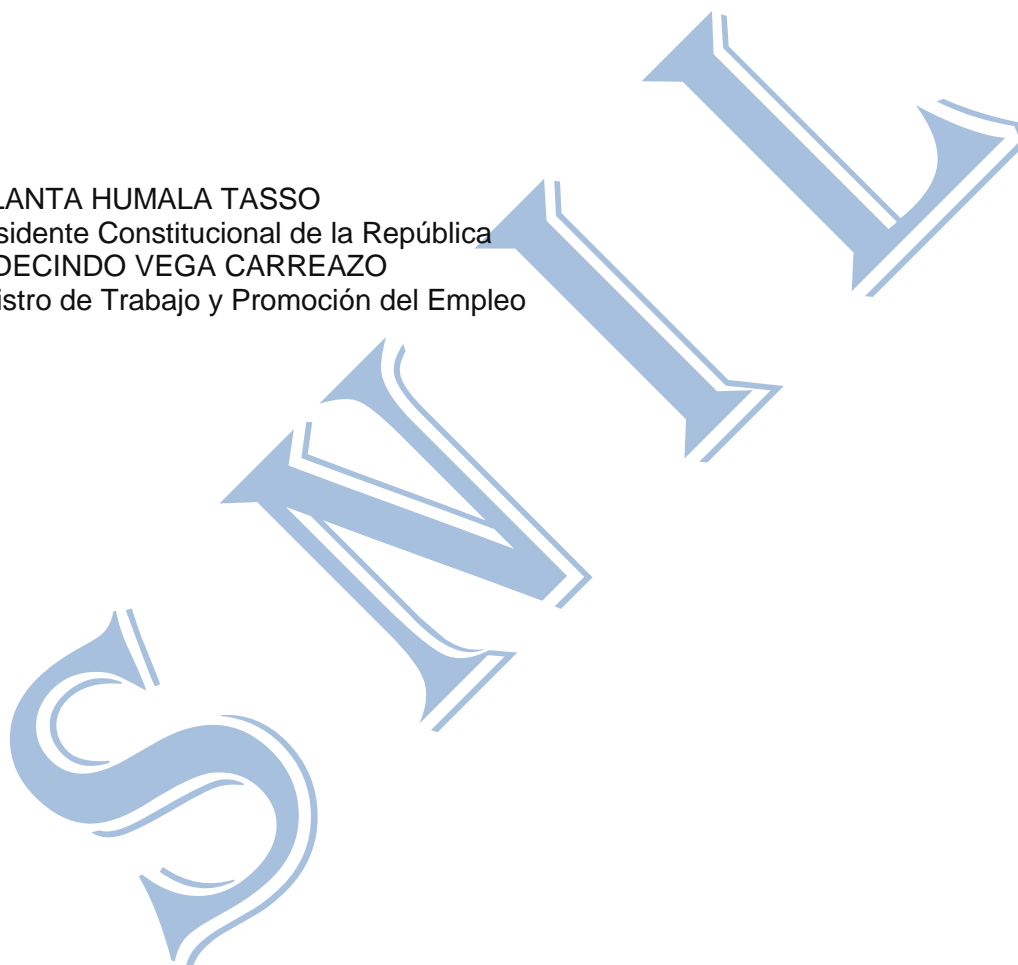 LANTA HUMALA TASSO
sidente Constitucional de la República
DECINDO VEGA CARREAZO
istro de Trabajo y Promoción del Empleo
SNIL